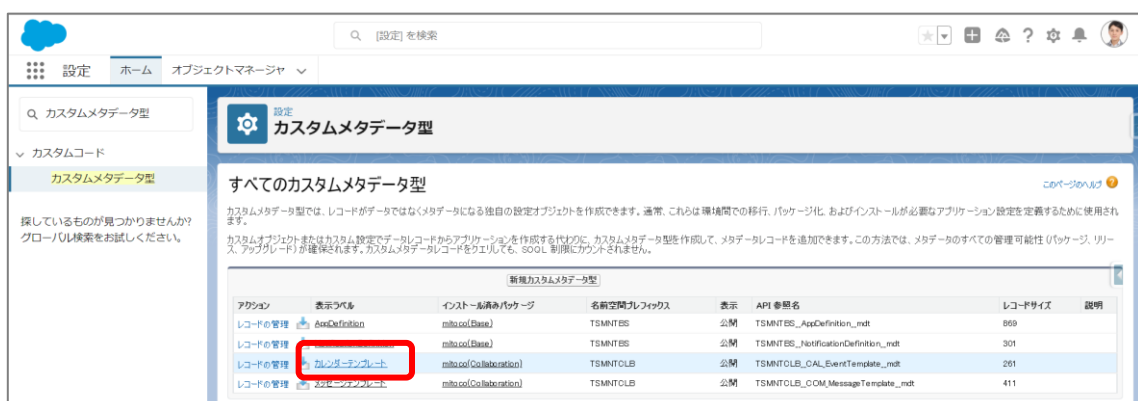 [設定] を検索
設定 ホーム オブジェクトマネージャ
カスタムメタデータ型
カスタムコード
カスタムメタデータ型
探しているものが見つかりませんか?
グローバル検索をお試しください。
設定
カスタムメタデータ型
すべてのカスタムメタデータ型
このページのヘルプ
カスタムメタデータ型では、レコードがデータではなくメタデータになる独自の設定オブジェクトを作成できます。通常、これらは環境間での移行、パッケージ化、およびインストールが必要なアプリケーション設定を定義するために使用され
ます。
カスタムオブジェクトまたはカスタム設定でデータレコードからアプリケーションを作成する代わりに、カスタムメタデータ型を作成して、メタデータレコードを追加できます。この方法では、メタデータのすべての管理可能性 (パッケージ、リリー
ス、アップグレード) が確保されます。カスタムメタデータレコードをクエリしても、SOQL 制限にカウントされません。
新規カスタムメタデータ型
アクション 表示ラベル インストール済みパッケージ 名前空間プレフィックス 表示 API 参照名 レコードサイズ 説明
レコードの管理 AppDefinition mitoco(Base) TSMNTBS 公開 TSMNTBS__AppDefinition__mdt 869
レコードの管理 mitoco(Base) TSMNTBS 公開 TSMNTBS__NotificationDefinition__mdt 301
レコードの管理 カレンダーテンプレート mitoco(Collaboration) TSMNTCLB 公開 TSMNTCLB__CAL_EventTemplate__mdt 261
レコードの管理 メッセージテンプレート mitoco(Collaboration) TSMNTCLB 公開 TSMNTCLB__COM_MessageTemplate__mdt 411